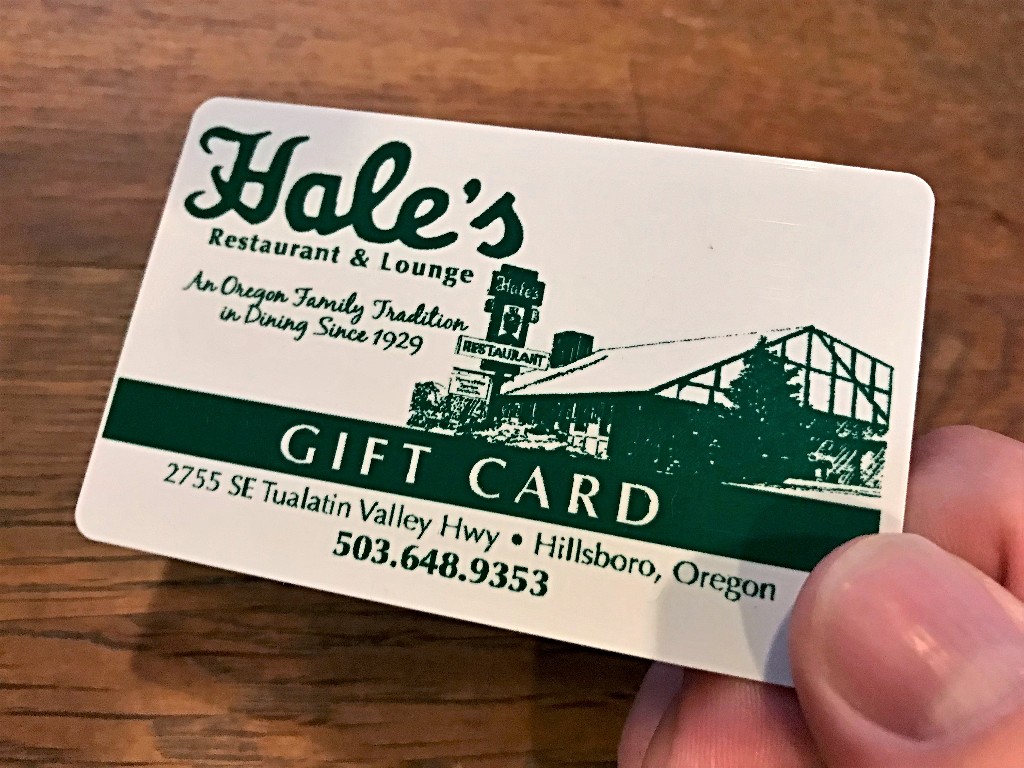 Hale's
Restaurant & Lounge
An Oregon Family Tradition
in Dining Since 1929
Hale's
RESTAURANT
GIFT CARD
2755 SE Tualatin Valley Hwy • Hillsboro, Oregon
503.648.9353